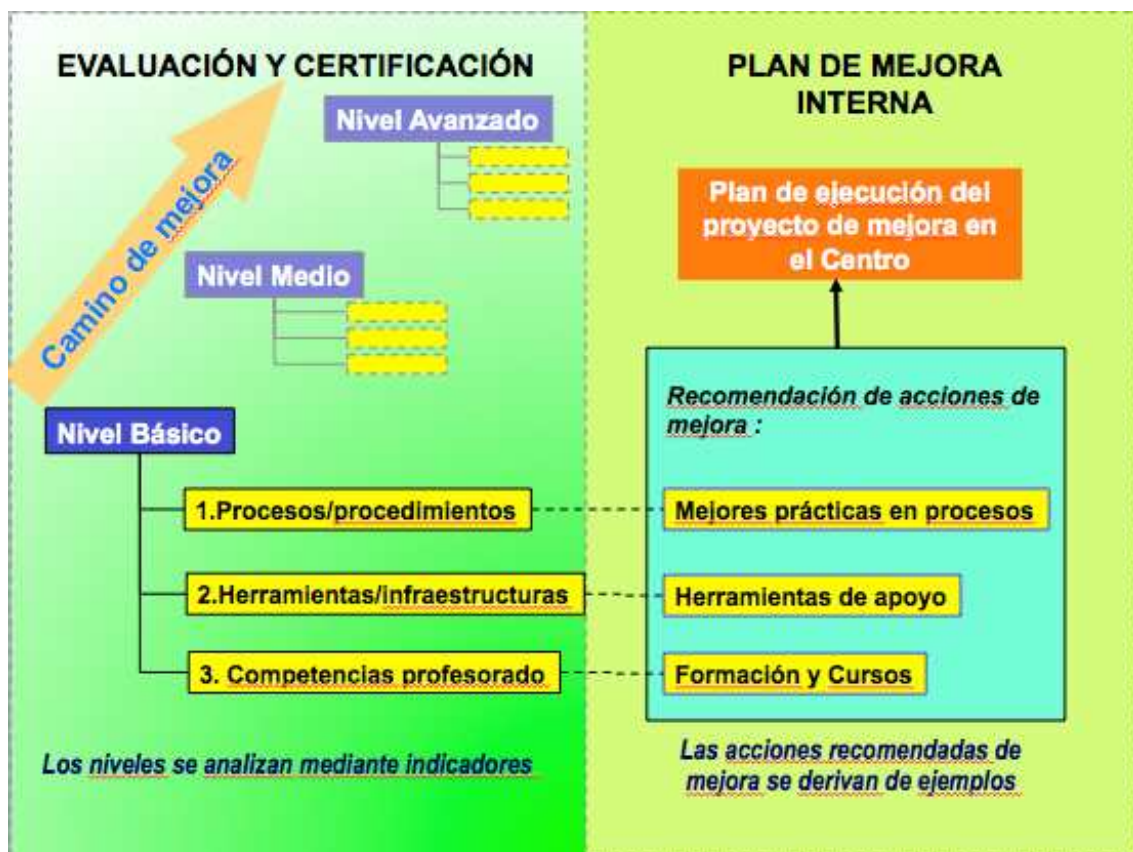 EVALUACIÓN Y CERTIFICACIÓN
Nivel Avanzado
Camino de mejora
Nivel Medio
Nivel Básico
1.Procesos/procedimientos
2.Herramientas/infraestructuras
3. Competencias profesorado
Los niveles se analizan mediante indicadores
PLAN DE MEJORA
INTERNA
Plan de ejecución del
proyecto de mejora en
el Centro
Recomendación de acciones de
mejora :
Mejores prácticas en procesos
Herramientas de apoyo
Formación y Cursos
Las acciones recomendadas de
mejora se derivan de ejemplos